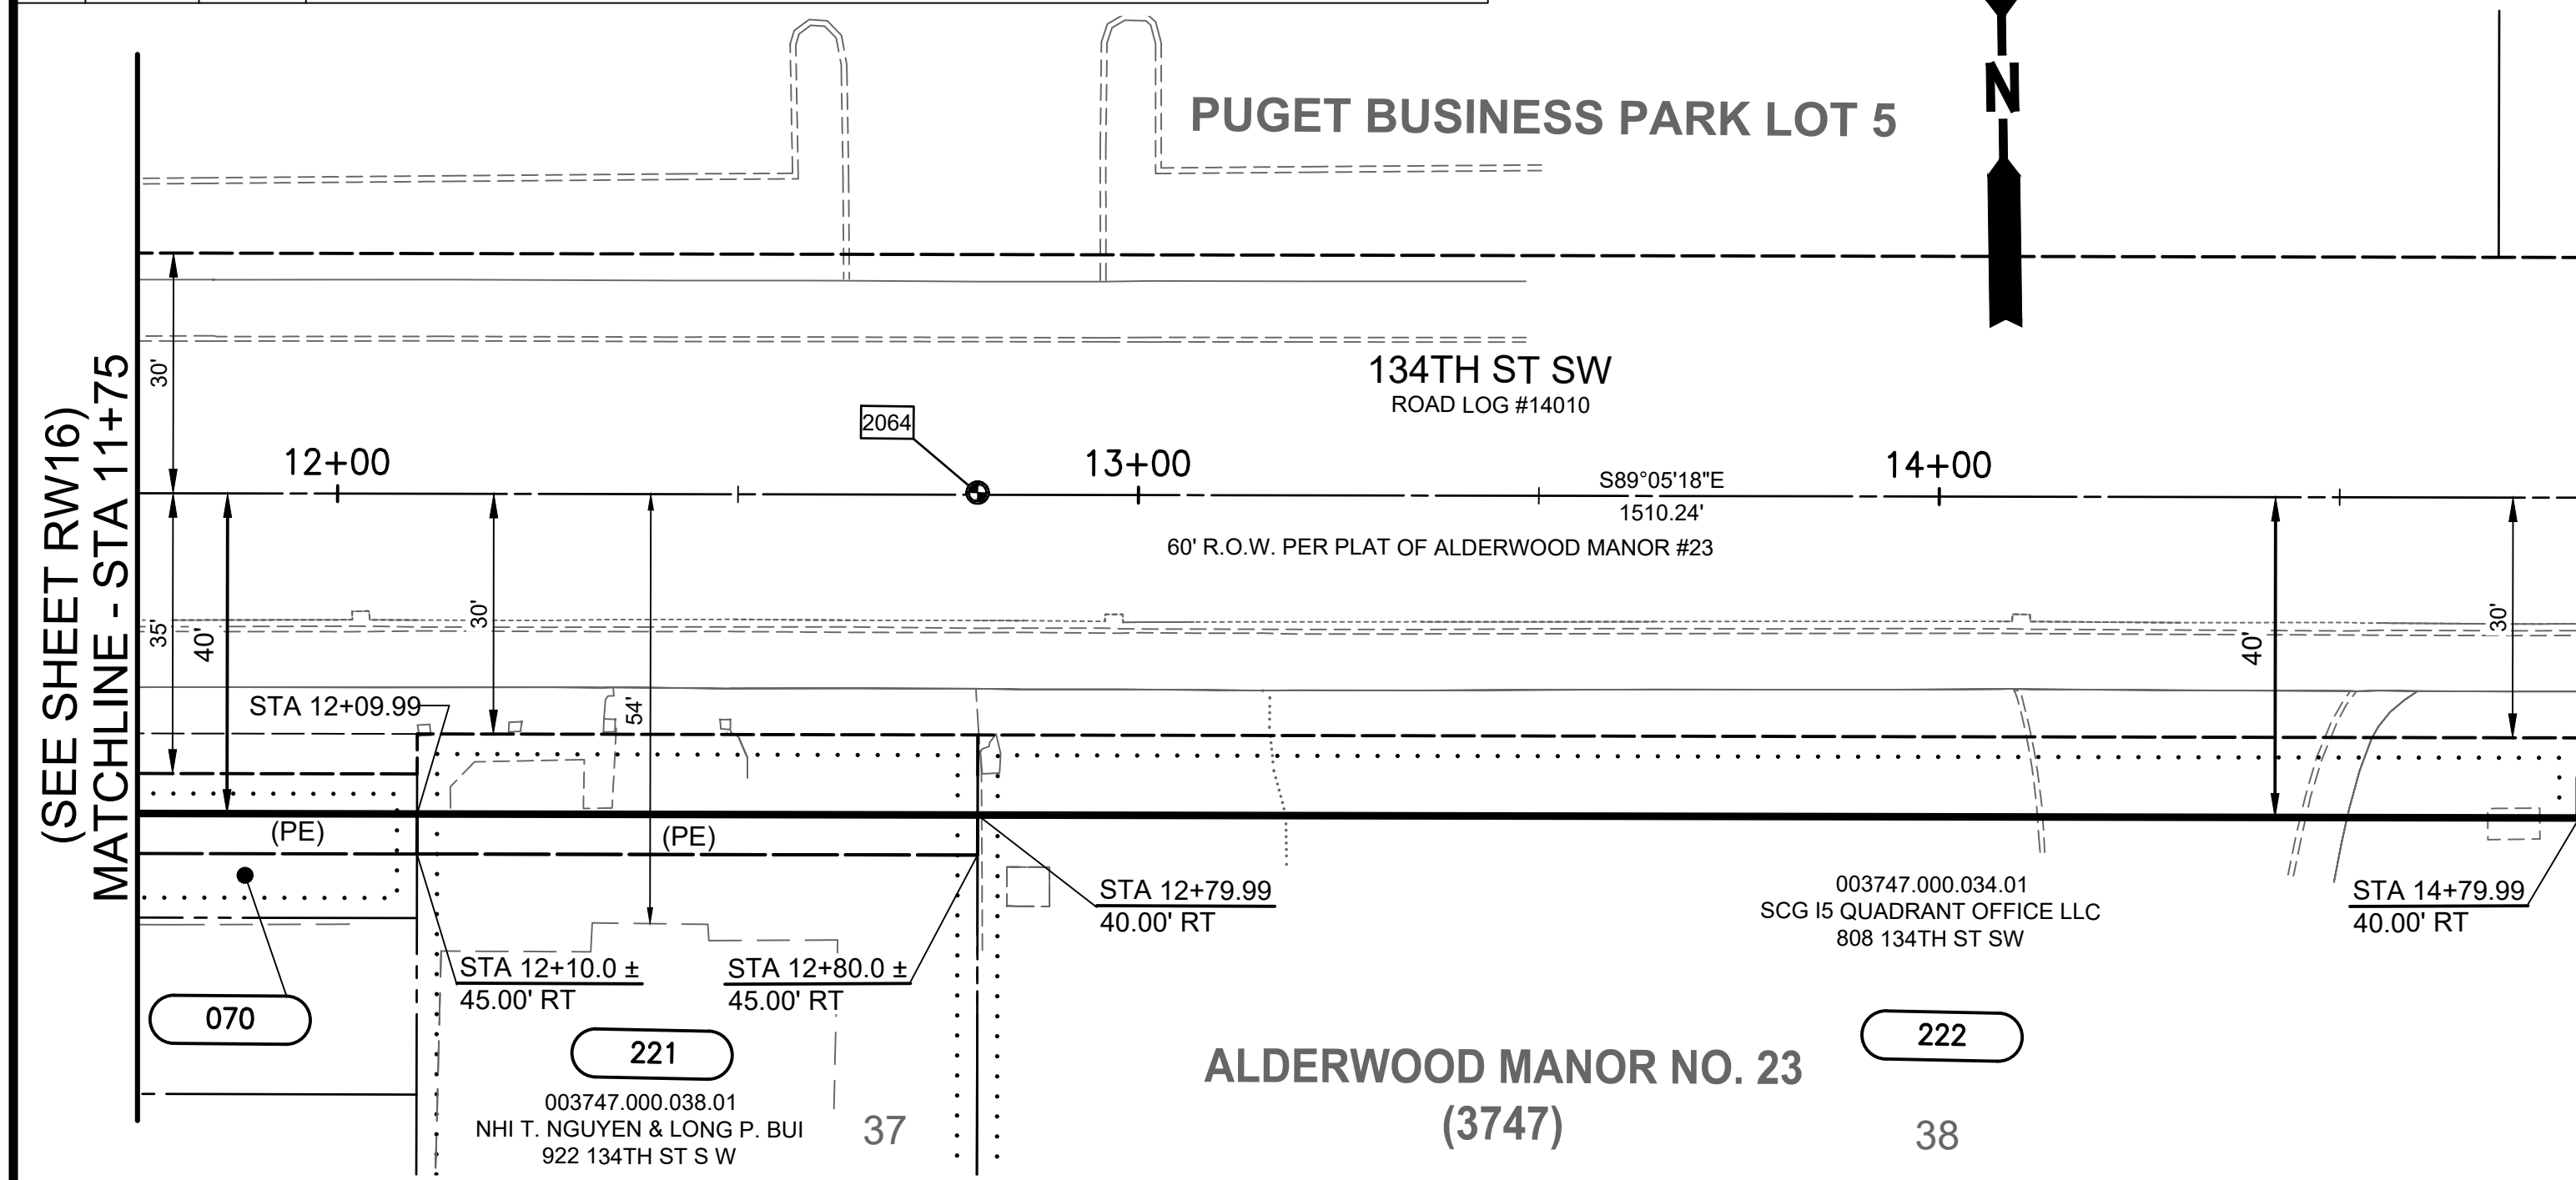 PUGET BUSINESS PARK LOT 5
N
134TH ST SW
ROAD LOG #14010
(SEE SHEET RW16)
MATCHLINE - STA 11+75
30'
2064
12+00
13+00
14+00
S89°05'18"E
1510.24'
60' R.O.W. PER PLAT OF ALDERWOOD MANOR #23
35'
40'
30'
54'
40'
30'
STA 12+09.99
(PE)
(PE)
STA 12+79.99
40.00' RT
003747.000.034.01
SCG I5 QUADRANT OFFICE LLC
808 134TH ST SW
STA 14+79.99
40.00' RT
STA 12+10.0 ±
45.00' RT
STA 12+80.0 ±
45.00' RT
070
221
222
003747.000.038.01
NHI T. NGUYEN & LONG P. BUI
922 134TH ST S W
37
ALDERWOOD MANOR NO. 23
(3747)
38